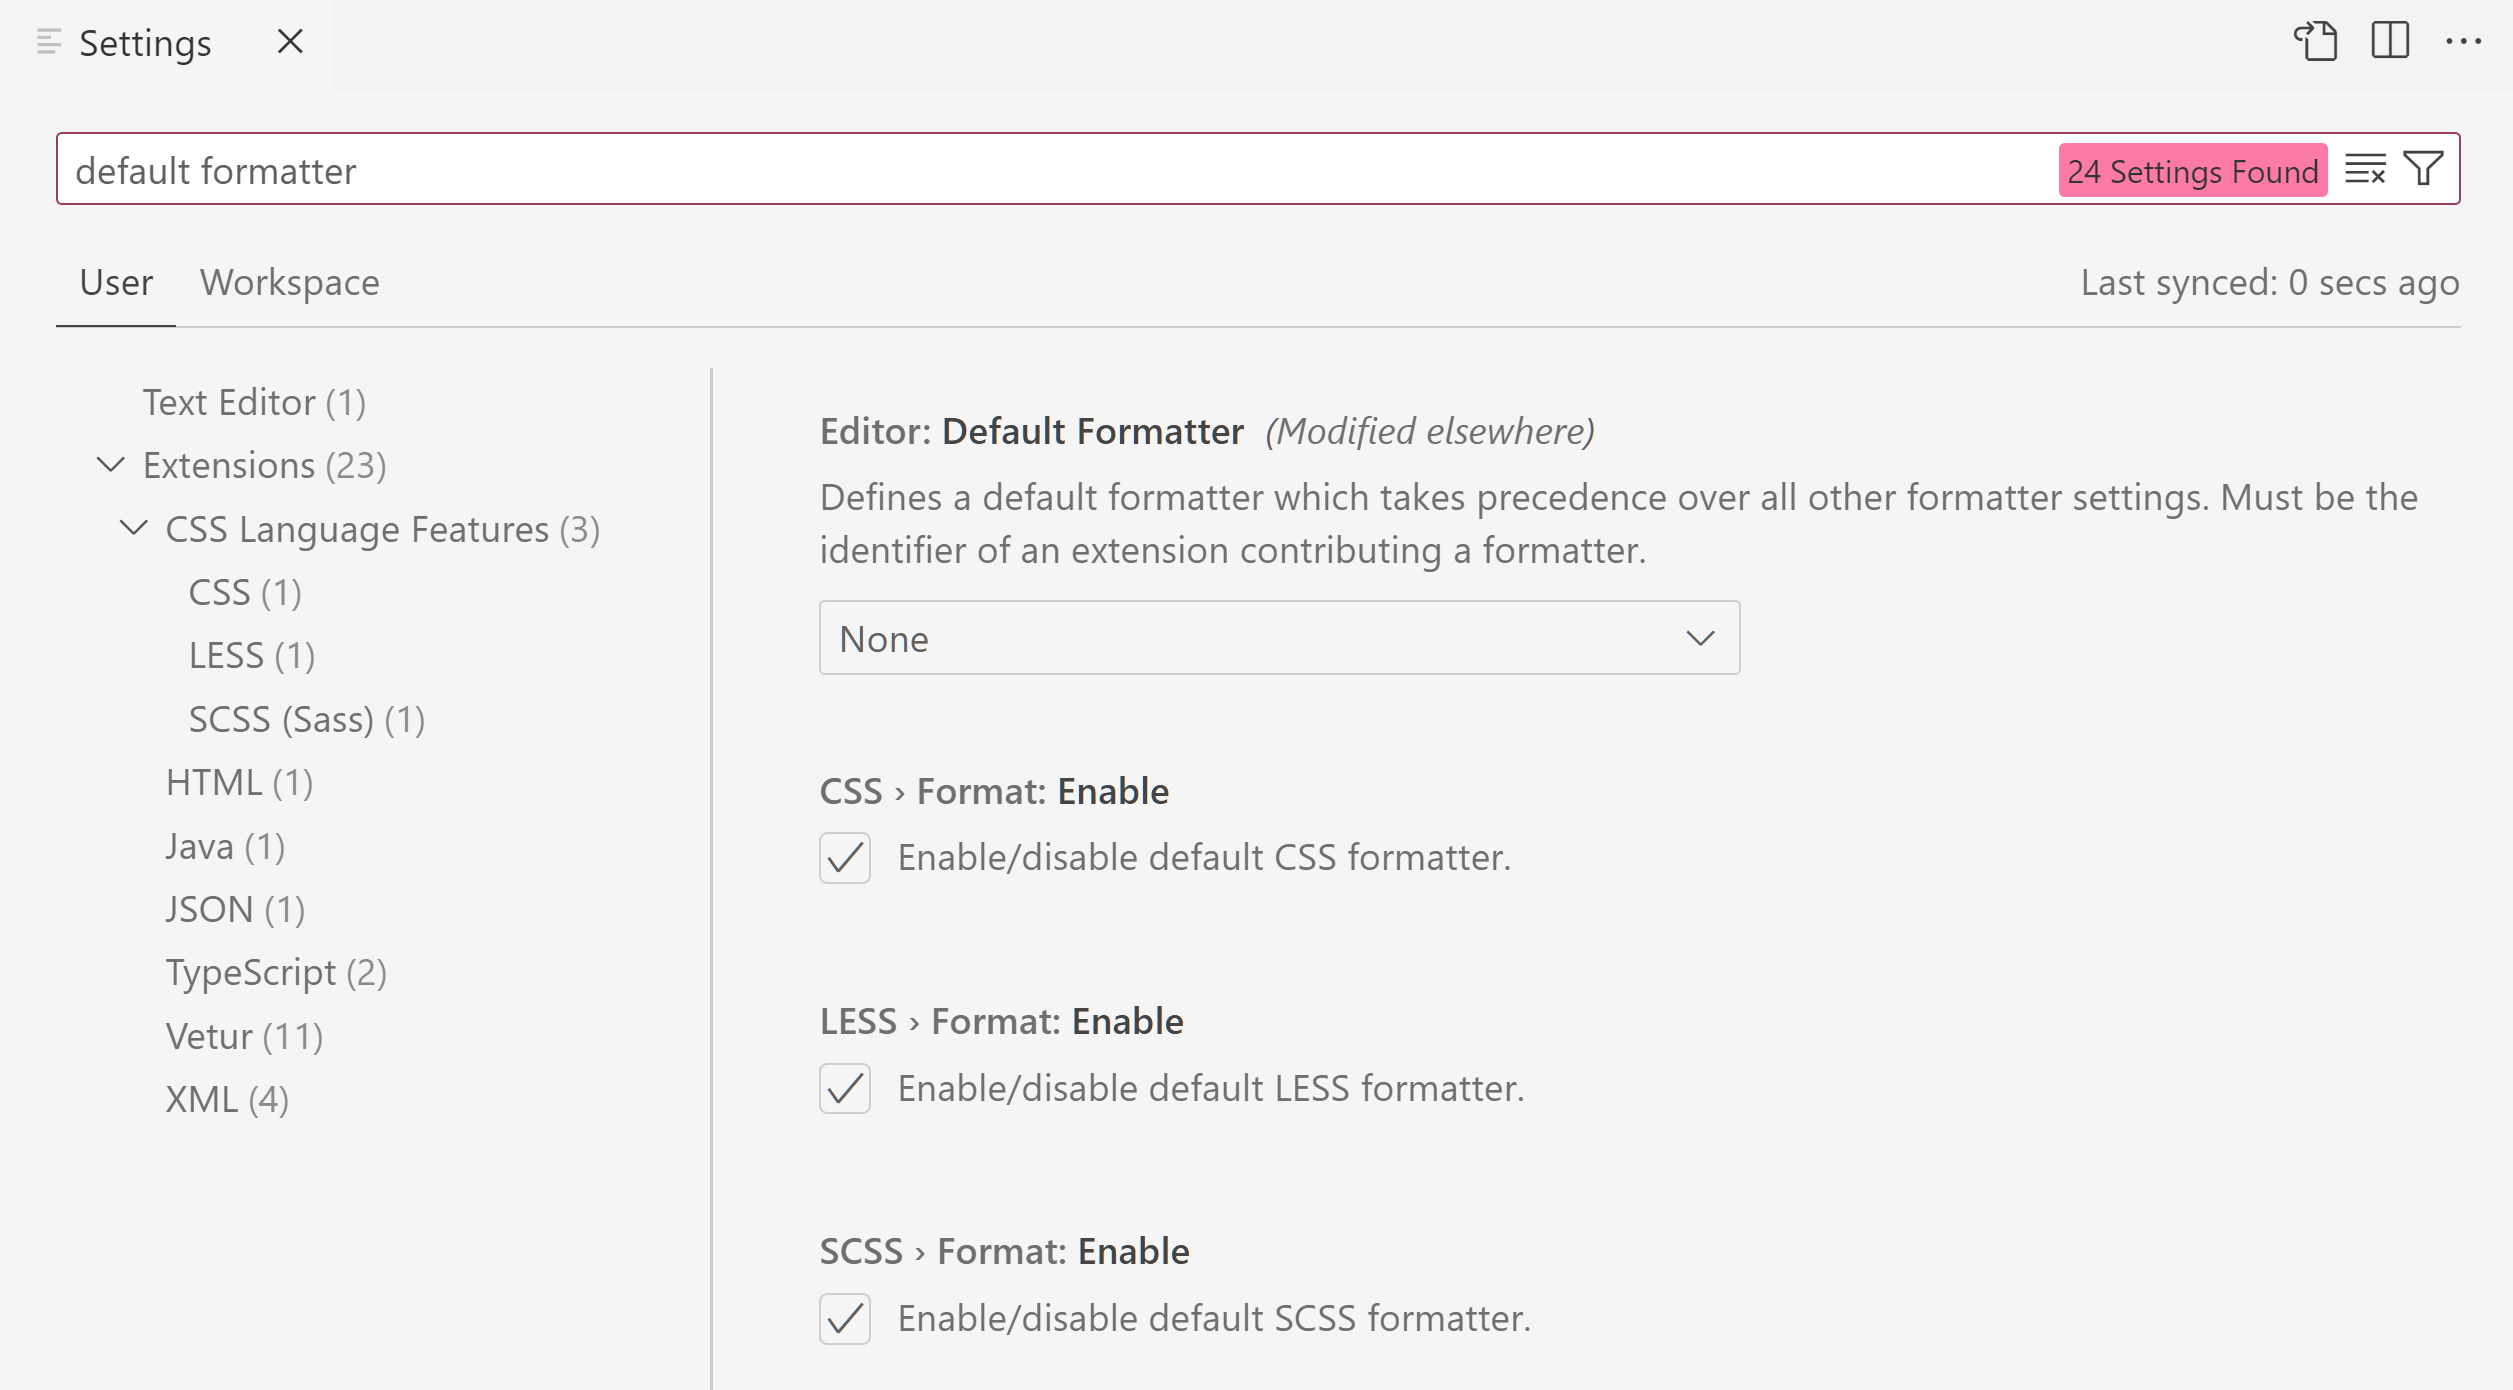 Settings
default formatter
24 Settings Found
User
Workspace
Last synced: 0 secs ago
Text Editor (1)
Extensions (23)
CSS Language Features (3)
CSS (1)
LESS (1)
SCSS (Sass) (1)
HTML (1)
Java (1)
JSON (1)
TypeScript (2)
Vetur (11)
XML (4)
Editor: Default Formatter (Modified elsewhere)
Defines a default formatter which takes precedence over all other formatter settings. Must be the
identifier of an extension contributing a formatter.
None
CSS › Format: Enable
Enable/disable default CSS formatter.
LESS › Format: Enable
Enable/disable default LESS formatter.
SCSS › Format: Enable
Enable/disable default SCSS formatter.